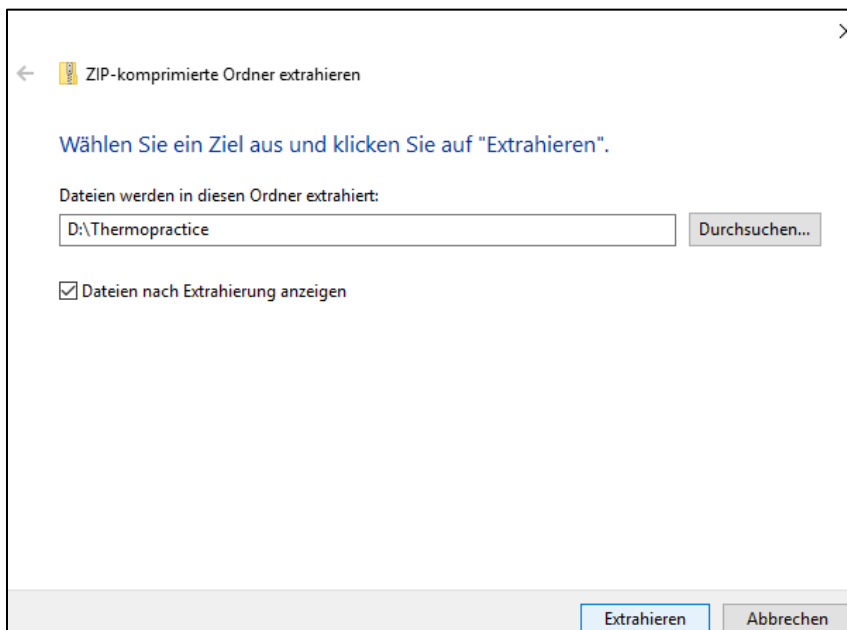 ZIP-komprimierte Ordner extrahieren
Wählen Sie ein Ziel aus und klicken Sie auf "Extrahieren".
Dateien werden in diesen Ordner extrahiert:
D:\Thermopractice
Durchsuchen...
Dateien nach Extrahierung anzeigen
Extrahieren
Abbrechen